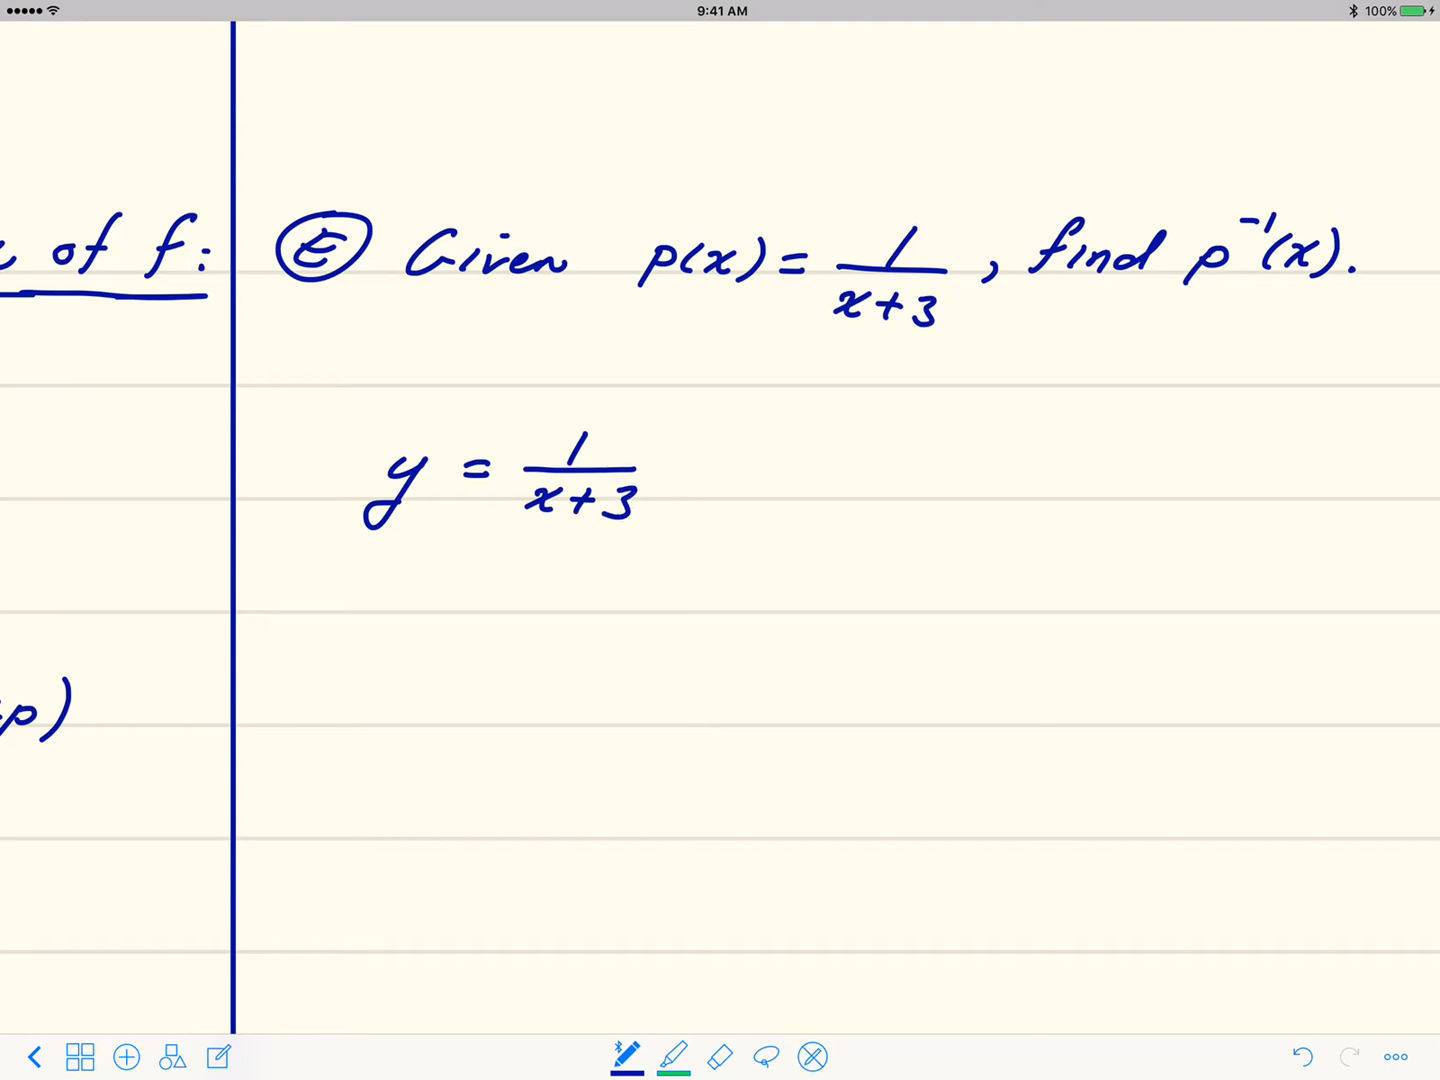 9:41 AM
100%
of f:
Ⓔ Given p(x) = 1/(x+3), find p⁻¹(x).
y = 1/(x+3)
p)